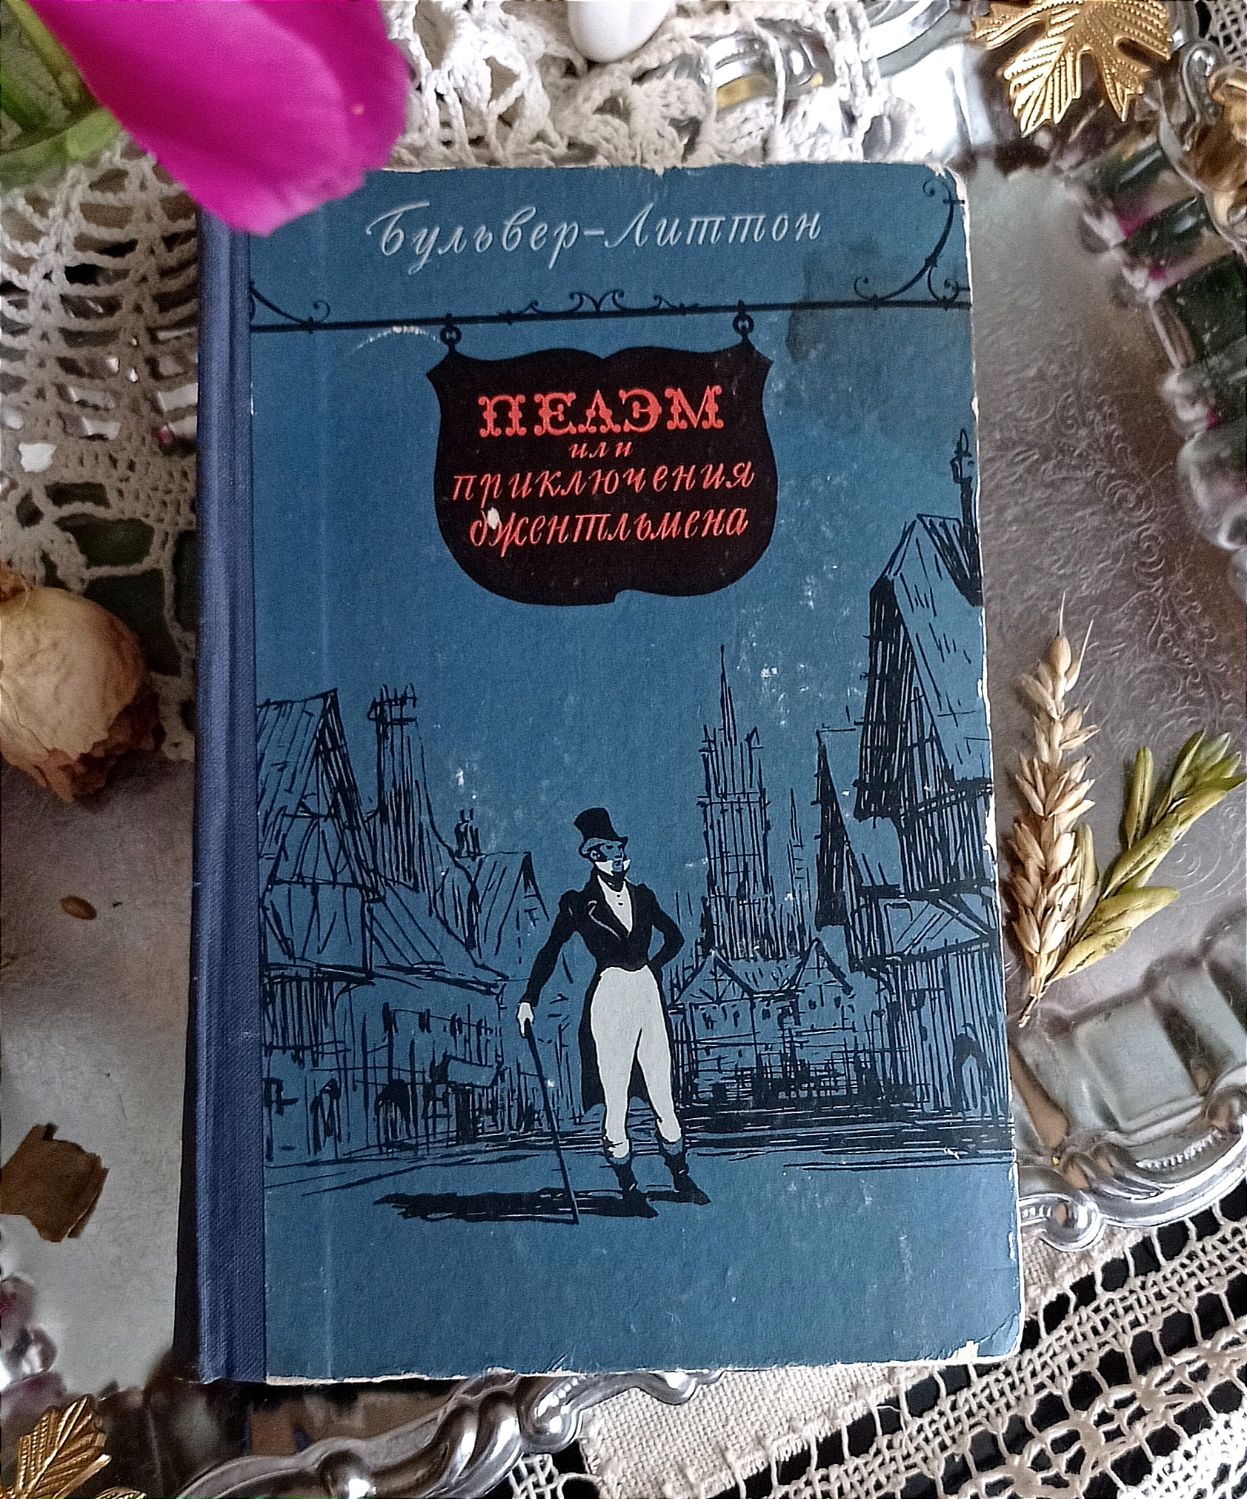 Бульвер-Литтон
ПЕЛЭМ
или
приключения
джентльмена